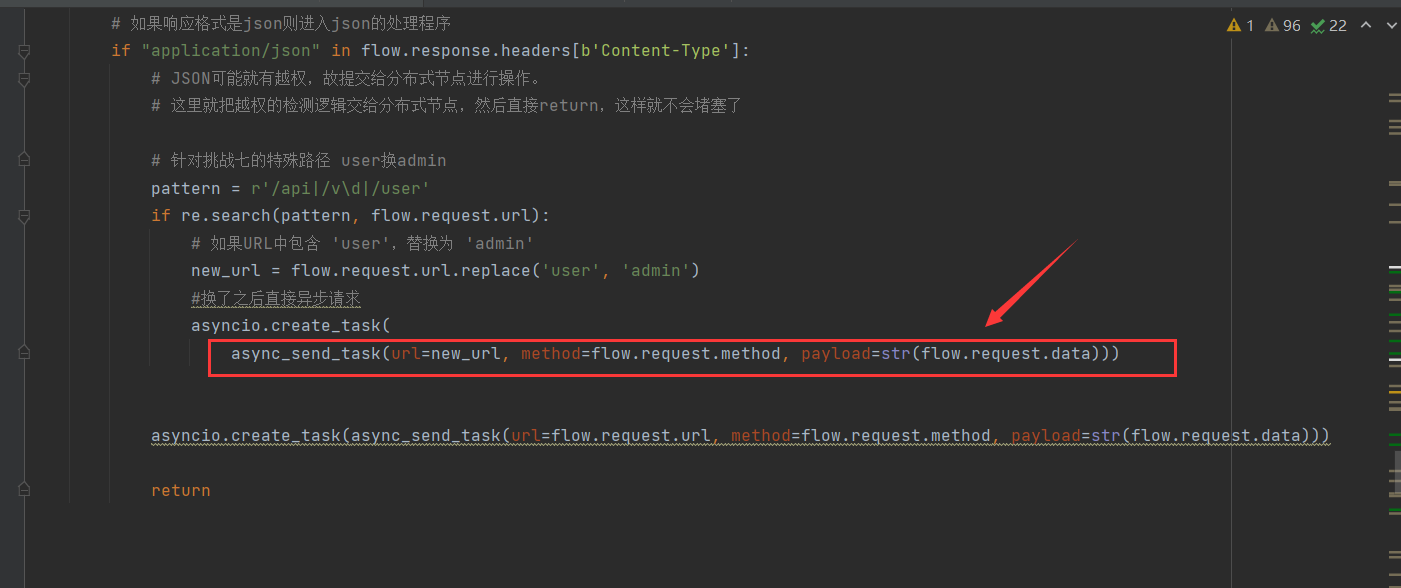 # 如果响应格式是json则进入json的处理程序
1 96 22
if "application/json" in flow.response.headers[b'Content-Type']:
# JSON可能就有越权，故提交给分布式节点进行操作。
# 这里就把越权的检测逻辑交给分布式节点，然后直接return，这样就不会堵塞了
# 针对挑战七的特殊路径 user换admin
pattern = r'/api|/v\d|/user'
if re.search(pattern, flow.request.url):
# 如果URL中包含 'user'，替换为 'admin'
new_url = flow.request.url.replace('user', 'admin')
#换了之后直接异步请求
asyncio.create_task(
async_send_task(url=new_url, method=flow.request.method, payload=str(flow.request.data)))
asyncio.create_task(async_send_task(url=flow.request.url, method=flow.request.method, payload=str(flow.request.data)))
return